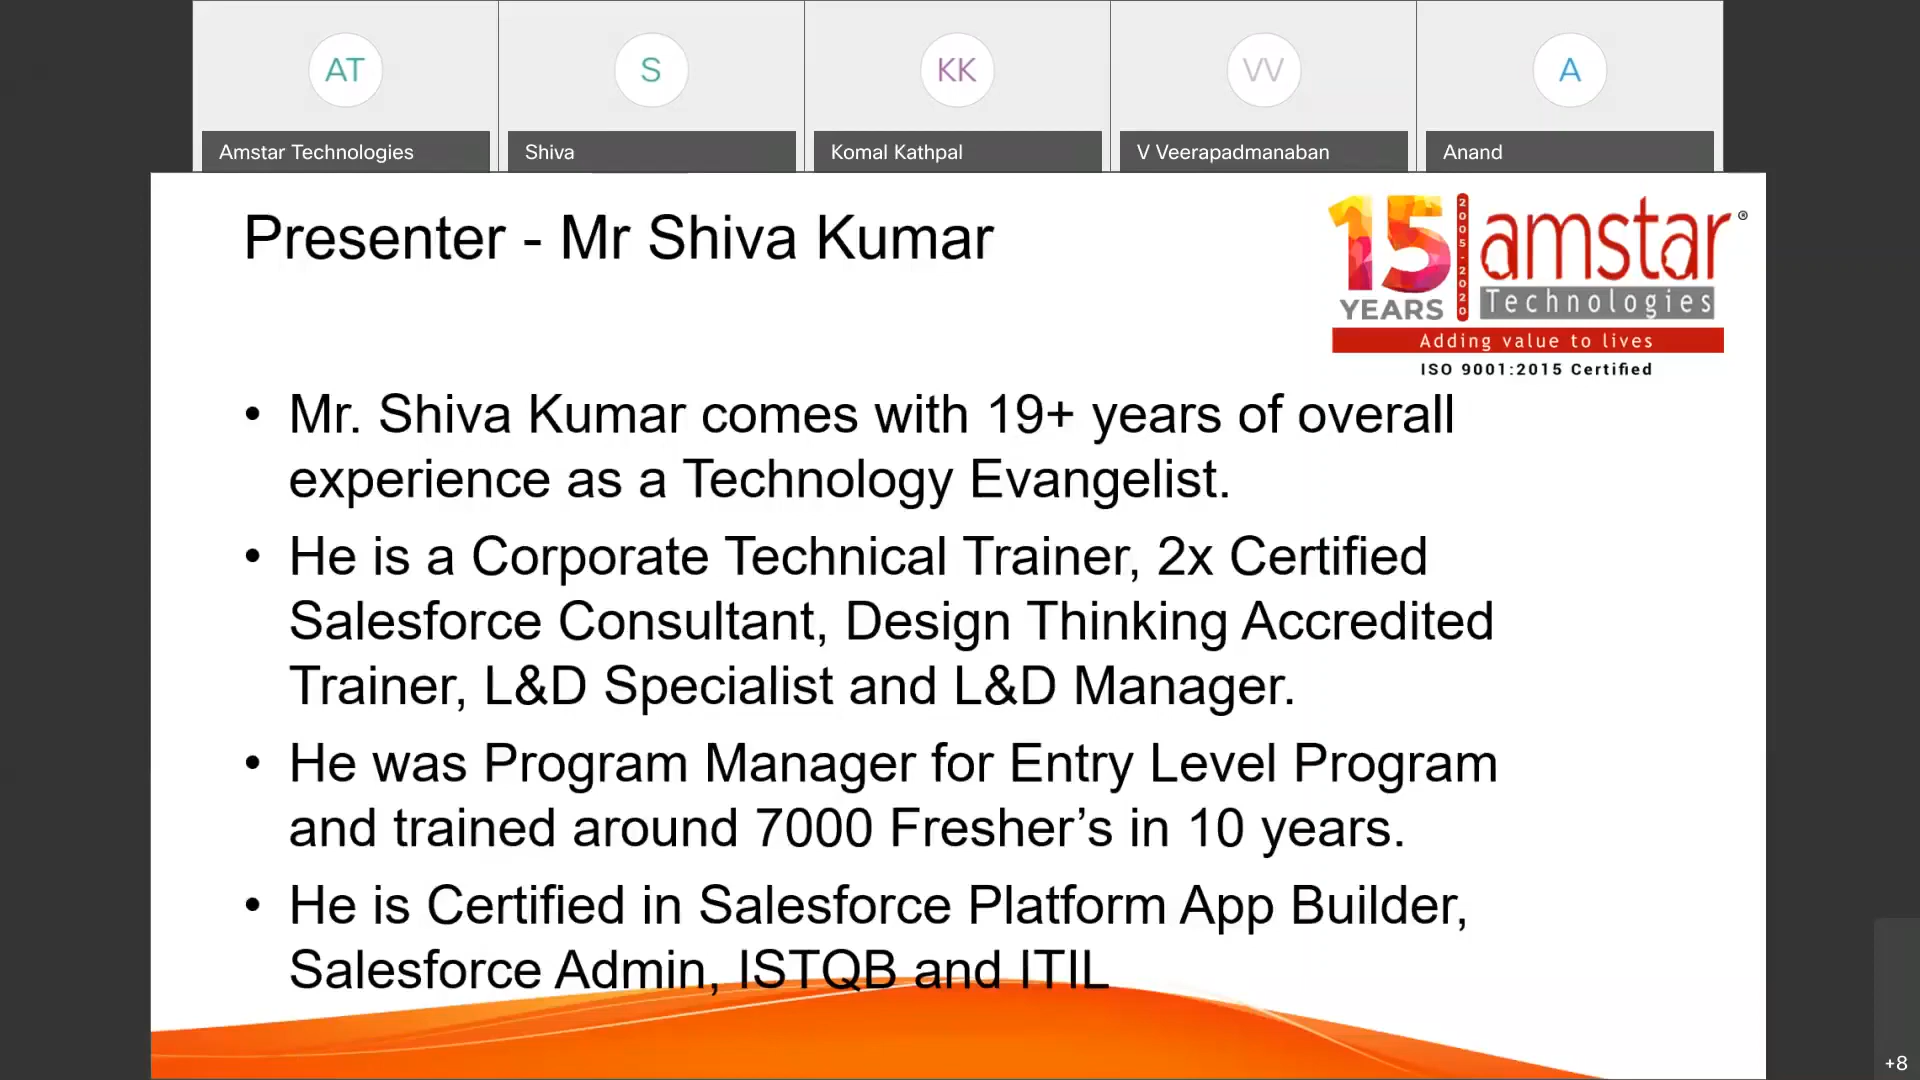 AT
S
KK
VV
A
Amstar Technologies
Shiva
Komal Kathpal
V Veerapadmanaban
Anand
Presenter - Mr Shiva Kumar
15
YEARS
2005-2020
amstar ®
Technologies
Adding value to lives
ISO 9001:2015 Certified
• Mr. Shiva Kumar comes with 19+ years of overall
experience as a Technology Evangelist.
• He is a Corporate Technical Trainer, 2x Certified
Salesforce Consultant, Design Thinking Accredited
Trainer, L&D Specialist and L&D Manager.
• He was Program Manager for Entry Level Program
and trained around 7000 Fresher’s in 10 years.
• He is Certified in Salesforce Platform App Builder,
Salesforce Admin, ISTQB and ITIL
+8